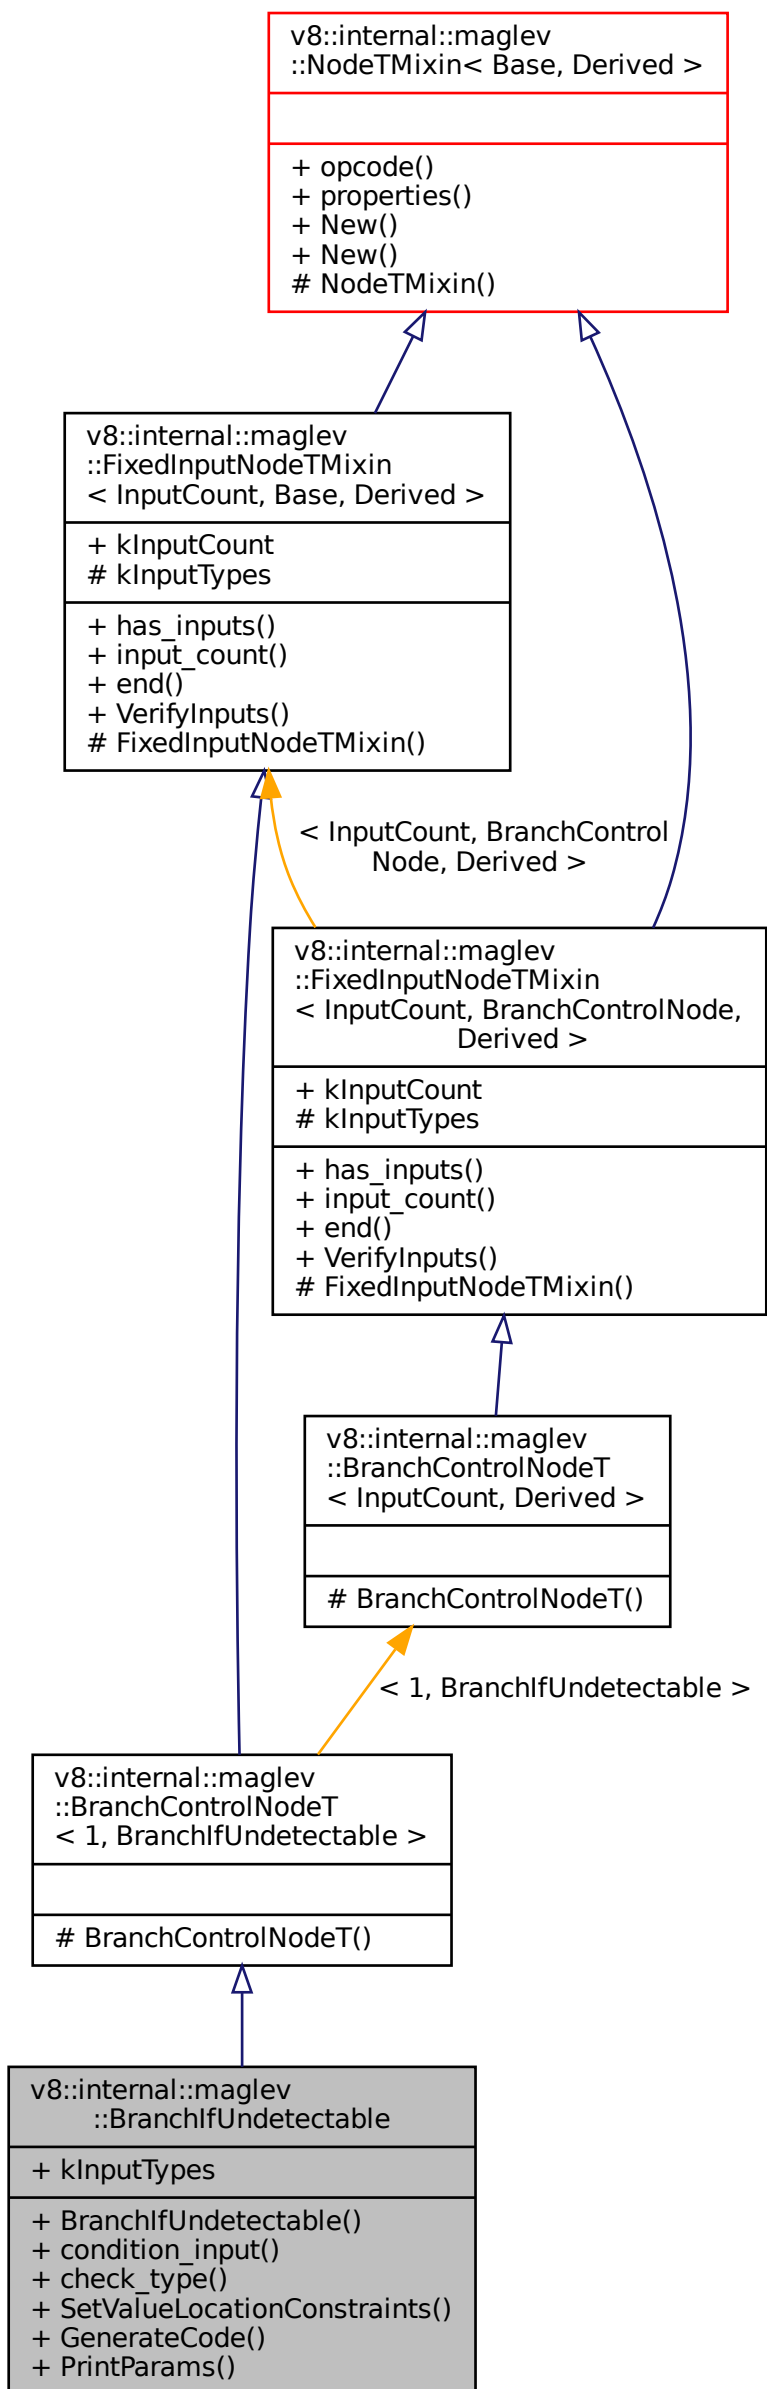 v8::internal::maglev
::NodeTMixin< Base, Derived >
+ opcode()
+ properties()
+ New()
+ New()
# NodeTMixin()
v8::internal::maglev
::FixedInputNodeTMixin
< InputCount, Base, Derived >
+ kInputCount
# kInputTypes
+ has_inputs()
+ input_count()
+ end()
+ VerifyInputs()
# FixedInputNodeTMixin()
< InputCount, BranchControl
Node, Derived >
v8::internal::maglev
::FixedInputNodeTMixin
< InputCount, BranchControlNode,
Derived >
+ kInputCount
# kInputTypes
+ has_inputs()
+ input_count()
+ end()
+ VerifyInputs()
# FixedInputNodeTMixin()
v8::internal::maglev
::BranchControlNodeT
< InputCount, Derived >
# BranchControlNodeT()
< 1, BranchIfUndetectable >
v8::internal::maglev
::BranchControlNodeT
< 1, BranchIfUndetectable >
# BranchControlNodeT()
v8::internal::maglev
::BranchIfUndetectable
+ kInputTypes
+ BranchIfUndetectable()
+ condition_input()
+ check_type()
+ SetValueLocationConstraints()
+ GenerateCode()
+ PrintParams()